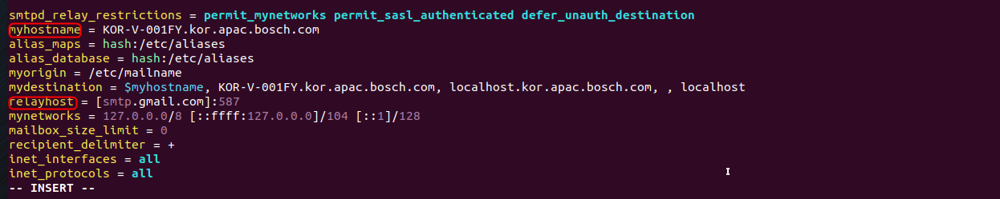 smtpd_relay_restrictions = permit_mynetworks permit_sasl_authenticated defer_unauth_destination
myhostname = KOR-V-001FY.kor.apac.bosch.com
alias_maps = hash:/etc/aliases
alias_database = hash:/etc/aliases
myorigin = /etc/mailname
mydestination = $myhostname, KOR-V-001FY.kor.apac.bosch.com, localhost.kor.apac.bosch.com, , localhost
relayhost = [smtp.gmail.com]:587
mynetworks = 127.0.0.0/8 [::ffff:127.0.0.0]/104 [::1]/128
mailbox_size_limit = 0
recipient_delimiter = +
inet_interfaces = all
inet_protocols = all
-- INSERT --